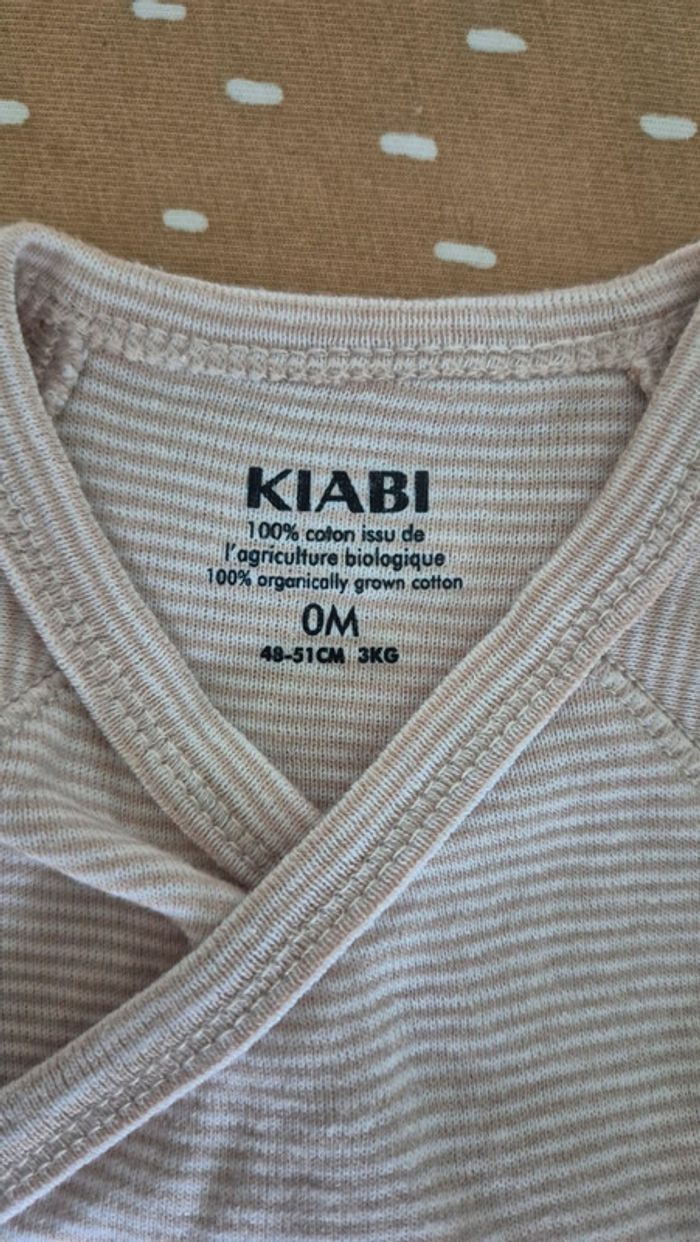 KIABI
100% coton issu de
l'agriculture biologique
100% organically grown cotton
0M
48-51CM 3KG